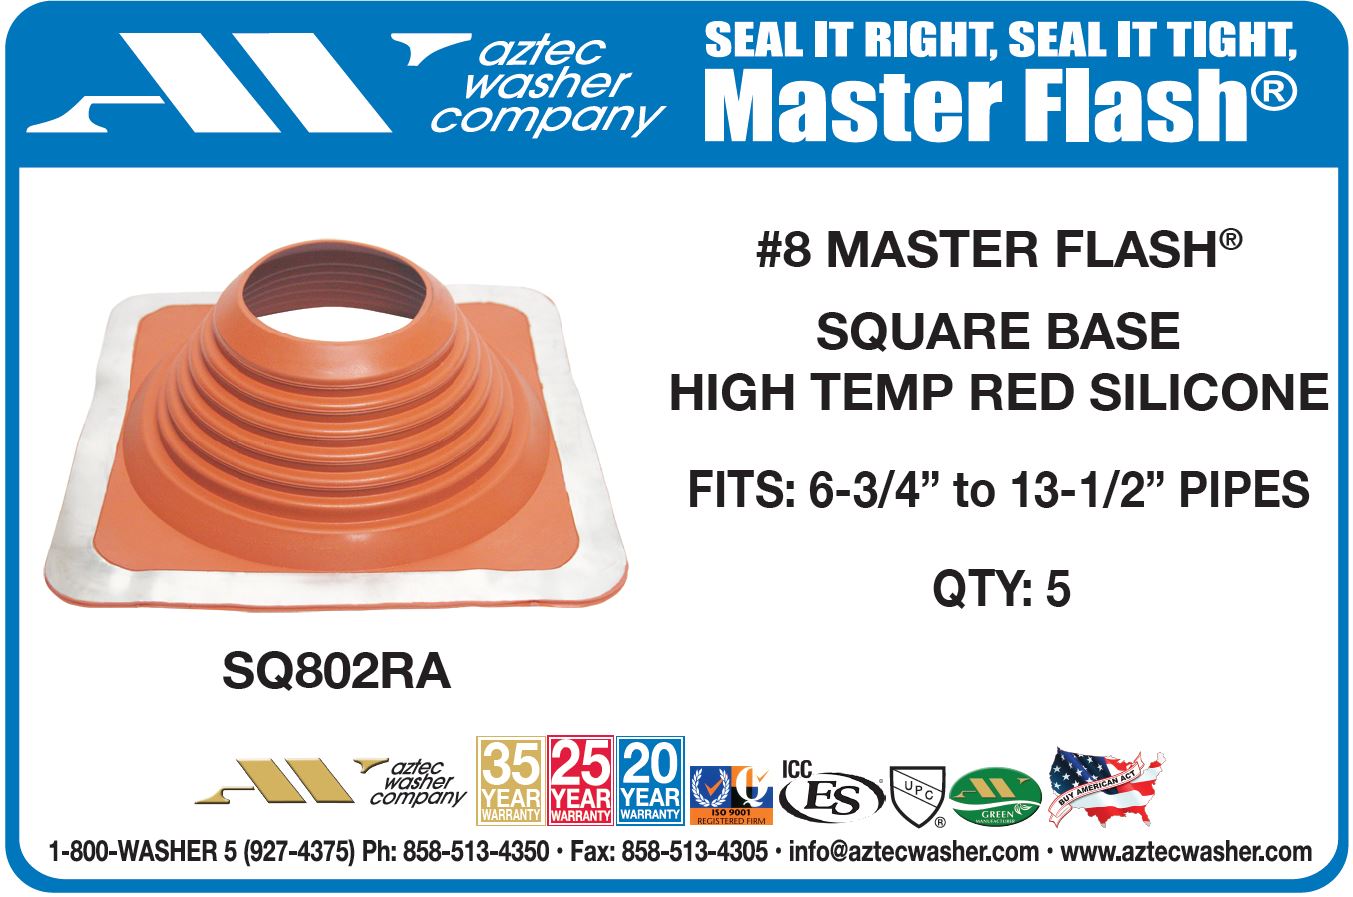 aztec
washer
company
SEAL IT RIGHT, SEAL IT TIGHT,
Master Flash®
#8 MASTER FLASH®
SQUARE BASE
HIGH TEMP RED SILICONE
FITS: 6-3/4” to 13-1/2” PIPES
QTY: 5
SQ802RA
aztec
washer
company
35
YEAR
WARRANTY
25
YEAR
WARRANTY
20
YEAR
WARRANTY
ISO 9001
REGISTERED FIRM
ICC
ES
®
UPC
®
GREEN
MANUFACTURER
BUY AMERICAN ACT
1-800-WASHER 5 (927-4375) Ph: 858-513-4350 · Fax: 858-513-4305 · info@aztecwasher.com · www.aztecwasher.com